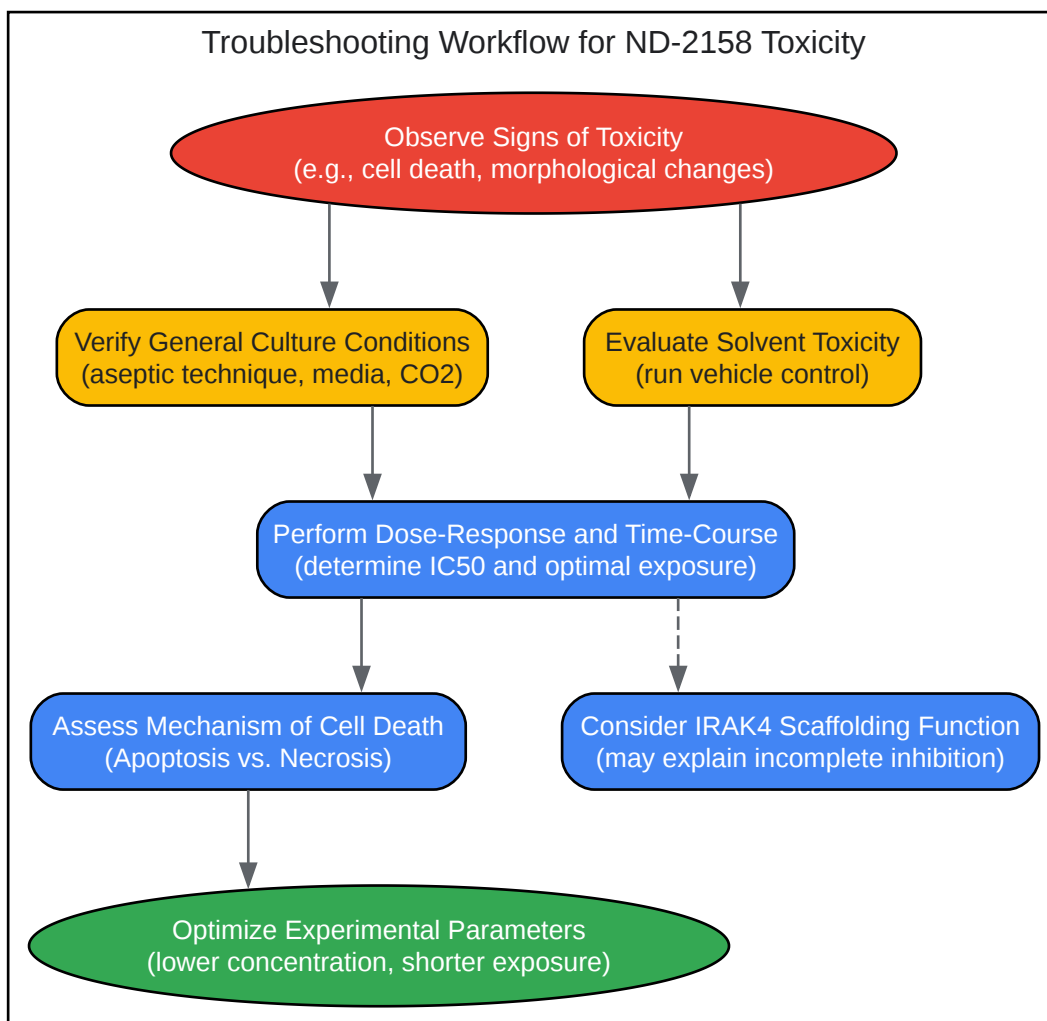 Troubleshooting Workflow for ND-2158 Toxicity
Observe Signs of Toxicity
(e.g., cell death, morphological changes)
Verify General Culture Conditions
(aseptic technique, media, CO2)
Evaluate Solvent Toxicity
(run vehicle control)
Perform Dose-Response and Time-Course
(determine IC50 and optimal exposure)
Assess Mechanism of Cell Death
(Apoptosis vs. Necrosis)
Consider IRAK4 Scaffolding Function
(may explain incomplete inhibition)
Optimize Experimental Parameters
(lower concentration, shorter exposure)